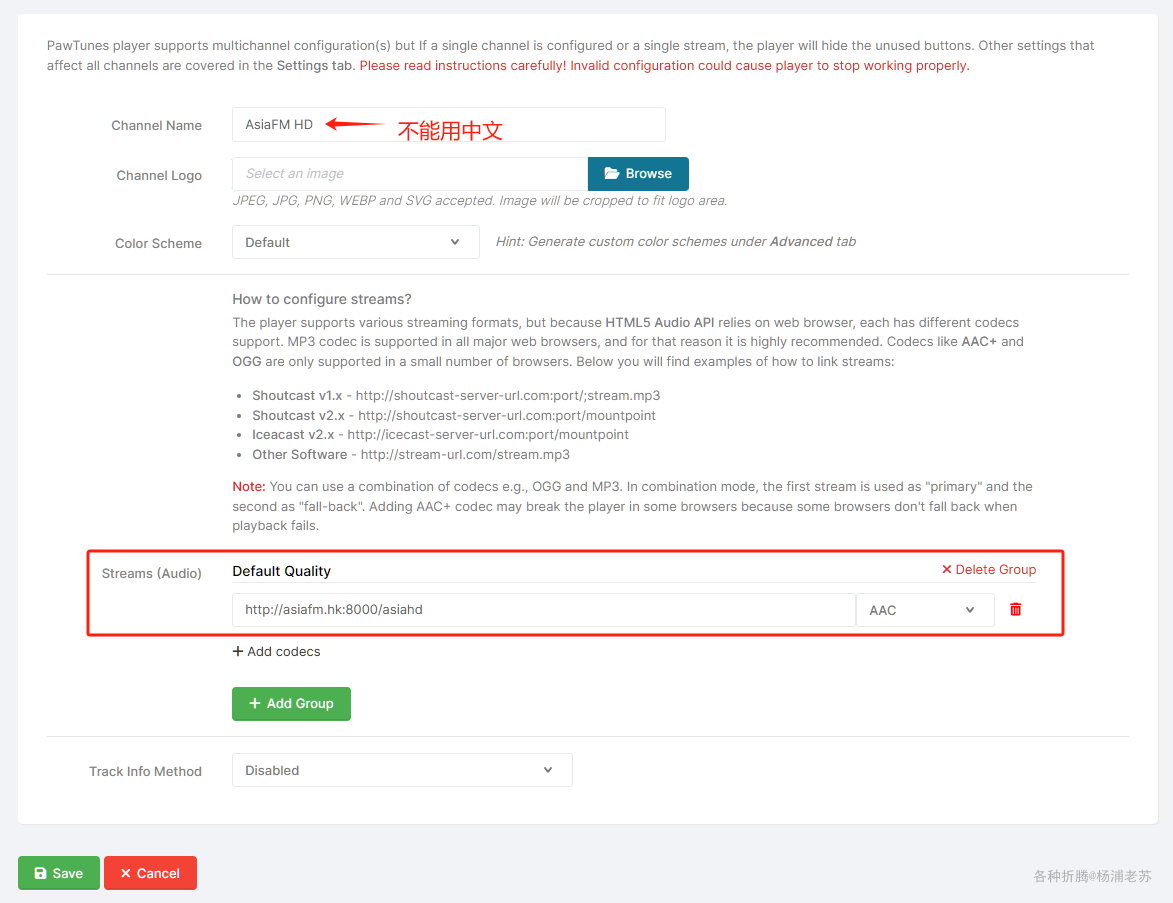 PawTunes player supports multichannel configuration(s) but If a single channel is configured or a single stream, the player will hide the unused buttons. Other settings that
affect all channels are covered in the Settings tab. Please read instructions carefully! Invalid configuration could cause player to stop working properly.
Channel Name
AsiaFM HD
不能用中文
Channel Logo
Select an image
Browse
JPEG, JPG, PNG, WEBP and SVG accepted. Image will be cropped to fit logo area.
Color Scheme
Default
Hint: Generate custom color schemes under Advanced tab
How to configure streams?
The player supports various streaming formats, but because HTML5 Audio API relies on web browser, each has different codecs
support. MP3 codec is supported in all major web browsers, and for that reason it is highly recommended. Codecs like AAC+ and
OGG are only supported in a small number of browsers. Below you will find examples of how to link streams:
• Shoutcast v1.x - http://shoutcast-server-url.com:port/;stream.mp3
• Shoutcast v2.x - http://shoutcast-server-url.com:port/mountpoint
• Iceacast v2.x - http://icecast-server-url.com:port/mountpoint
• Other Software - http://stream-url.com/stream.mp3
Note: You can use a combination of codecs e.g., OGG and MP3. In combination mode, the first stream is used as "primary" and the
second as "fall-back". Adding AAC+ codec may break the player in some browsers because some browsers don't fall back when
playback fails.
Streams (Audio)
Default Quality
Delete Group
http://asiafm.hk:8000/asiahd
AAC
+ Add codecs
+ Add Group
Track Info Method
Disabled
Save
Cancel
各种折腾@杨浦老苏